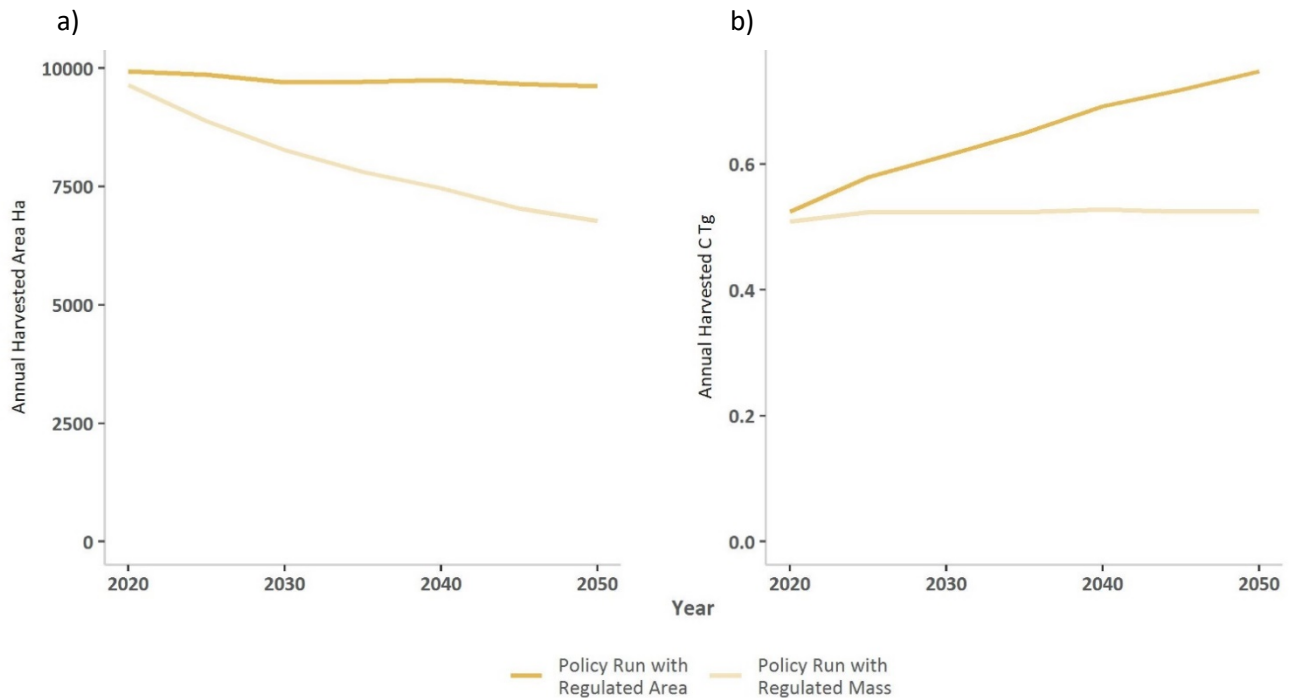 a)
b)
10000
7500
5000
2500
0
Annual Harvested Area Ha
2020
2030
2040
2050
0.6
0.4
0.2
0.0
Annual Harvested C Tg
2020
2030
2040
2050
Year
Policy Run with
Regulated Area
Policy Run with
Regulated Mass